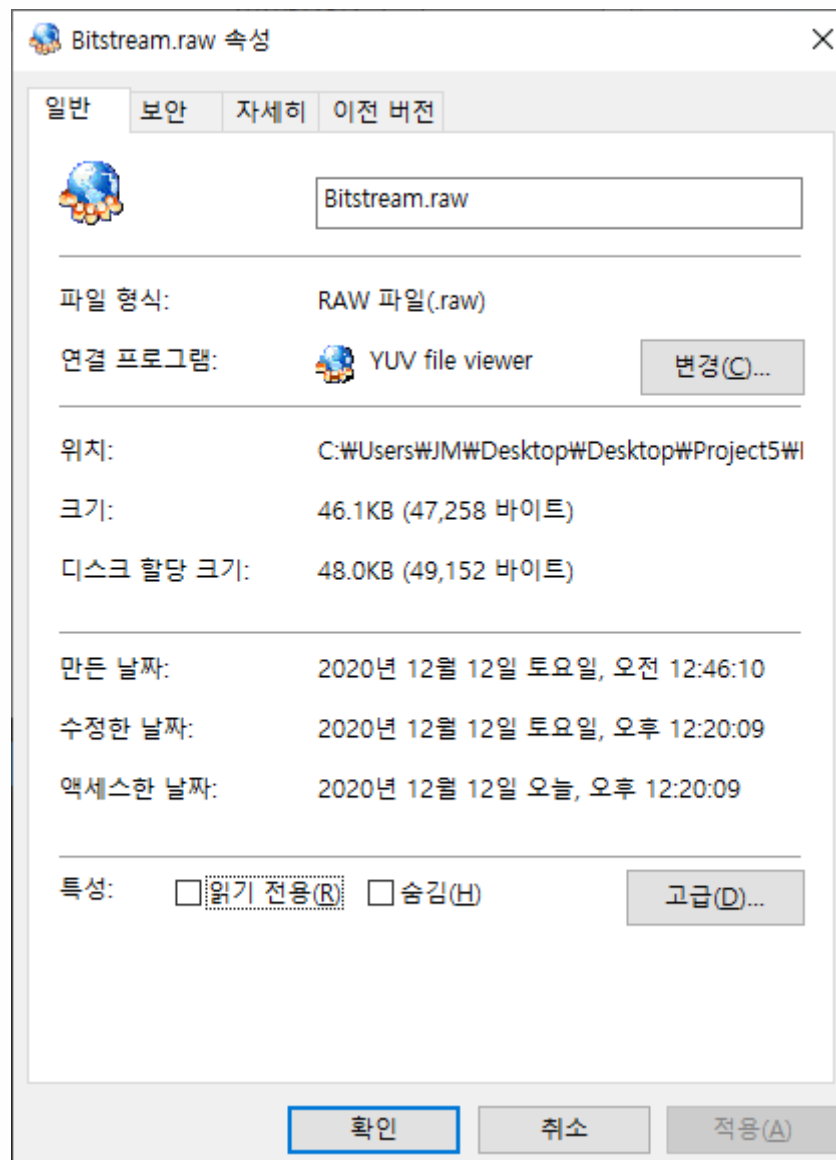 Bitstream.raw 속성
일반 보안 자세히 이전 버전
Bitstream.raw
파일 형식: RAW 파일(.raw)
연결 프로그램: YUV file viewer 변경(C)...
위치: C:₩Users₩JM₩Desktop₩Desktop₩Project5₩
크기: 46.1KB (47,258 바이트)
디스크 할당 크기: 48.0KB (49,152 바이트)
만든 날짜: 2020년 12월 12일 토요일, 오전 12:46:10
수정한 날짜: 2020년 12월 12일 토요일, 오후 12:20:09
액세스한 날짜: 2020년 12월 12일 오늘, 오후 12:20:09
특성: 읽기 전용(R) 숨김(H) 고급(D)...
확인 취소 적용(A)